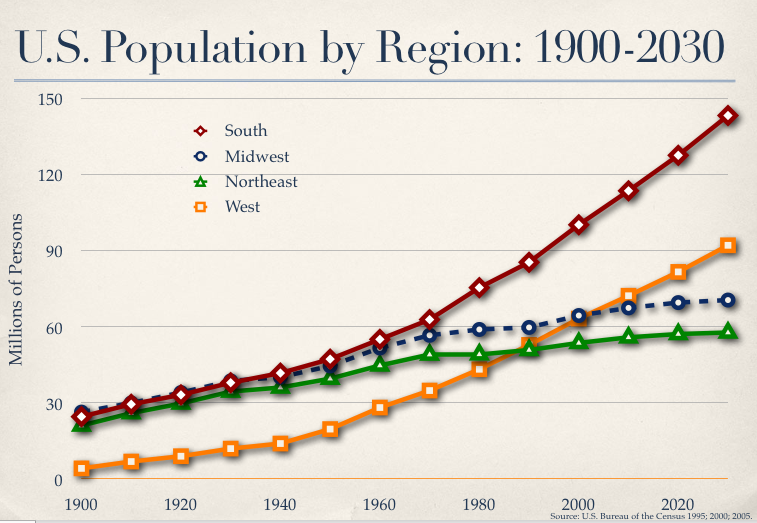 U.S. Population by Region: 1900-2030
150
120
90
60
30
0
Millions of Persons
South
Midwest
Northeast
West
1900 1920 1940 1960 1980 2000 2020
Source: U.S. Bureau of the Census 1995; 2000; 2005.